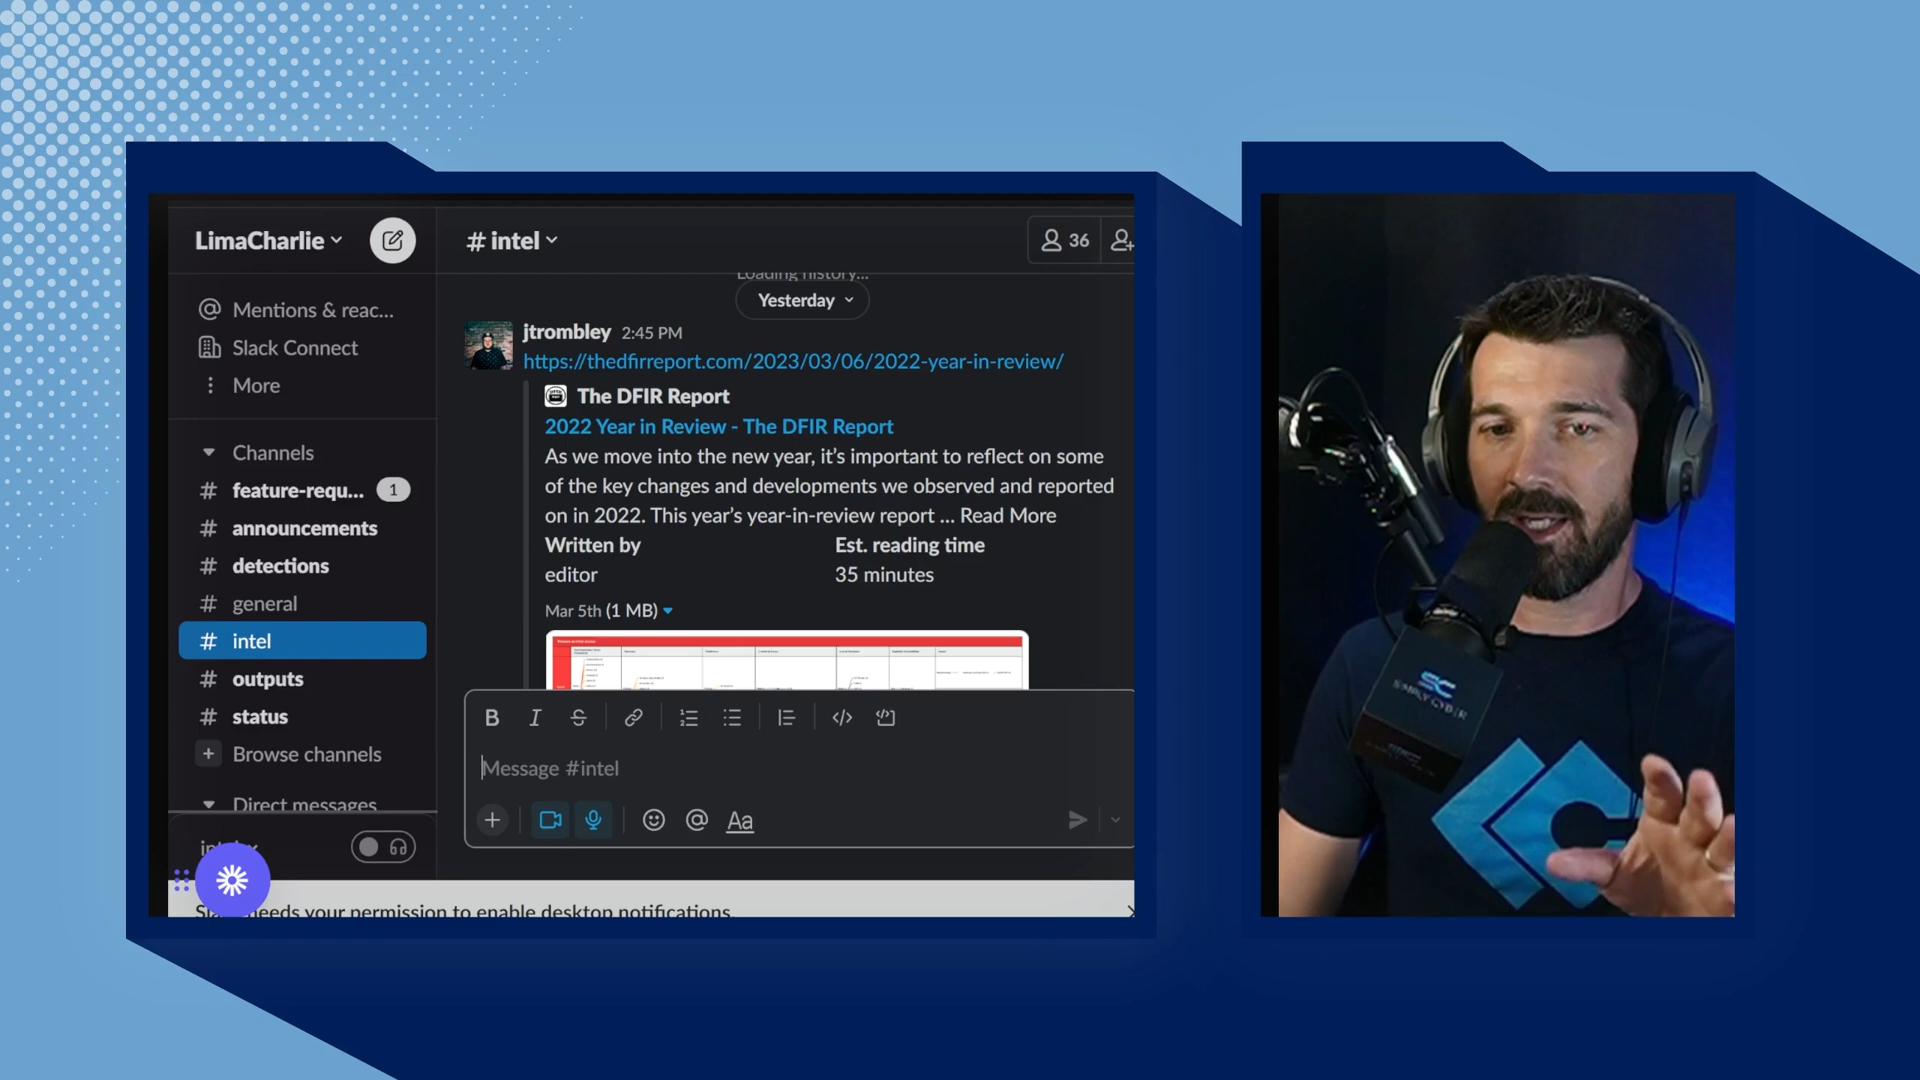 LimaCharlie
# intel
36
Loading history...
Yesterday
Mentions & reac...
Slack Connect
More
Channels
# feature-requ... 1
# announcements
# detections
# general
# intel
# outputs
# status
+ Browse channels
Direct messages
jtrombley 2:45 PM
https://thedfirreport.com/2023/03/06/2022-year-in-review/
The DFIR Report
2022 Year in Review - The DFIR Report
As we move into the new year, it’s important to reflect on some
of the key changes and developments we observed and reported
on in 2022. This year’s year-in-review report ... Read More
Written by Est. reading time
editor 35 minutes
Mar 5th (1 MB)
B I S
Message #intel
+ @ Aa
needs your permission to enable desktop notifications.
SIMPLY CYBER